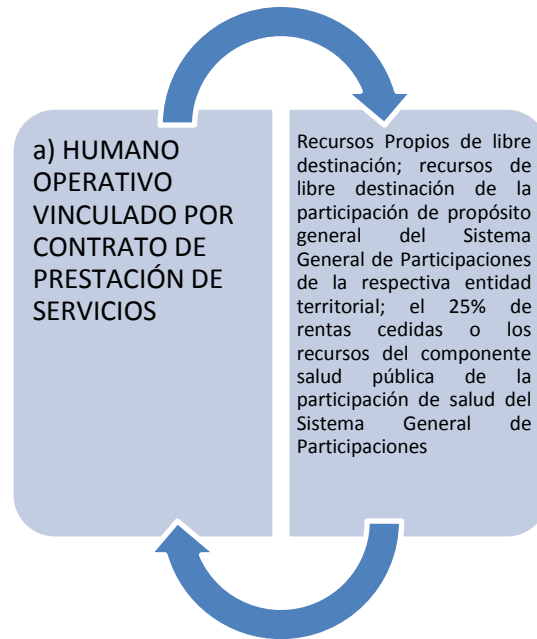 a) HUMANO
OPERATIVO
VINCULADO POR
CONTRATO DE
PRESTACIÓN DE
SERVICIOS
Recursos Propios de libre
destinación; recursos de
libre destinación de la
participación de propósito
general del Sistema
General de Participaciones
de la respectiva entidad
territorial; el 25% de
rentas cedidas o los
recursos del componente
salud pública de la
participación de salud del
Sistema General de
Participaciones